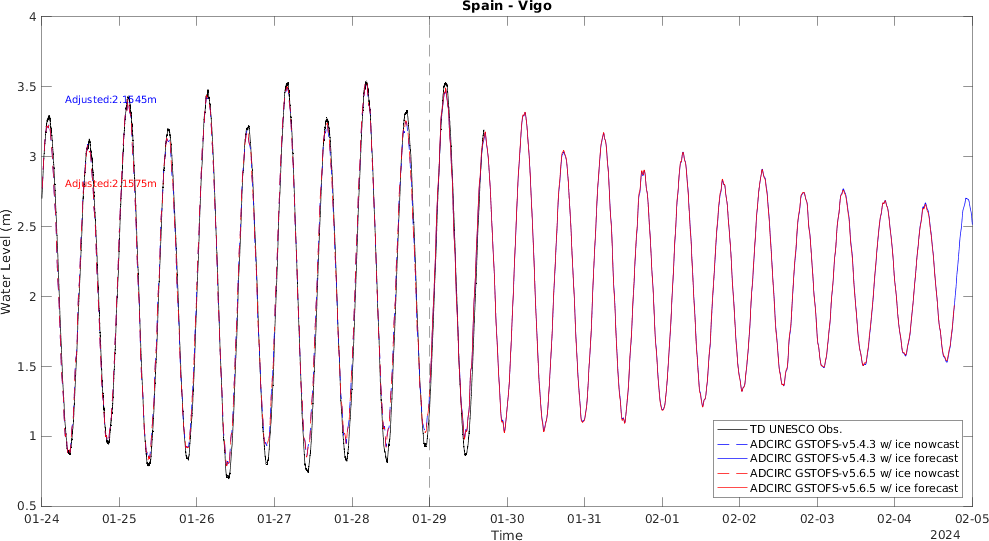 Spain - Vigo
4
3.5
3
2.5
2
1.5
1
0.5
Water Level (m)
Adjusted:2.1545m
Adjusted:2.1575m
TD UNESCO Obs.
ADCIRC GSTOFS-v5.4.3 w/ ice nowcast
ADCIRC GSTOFS-v5.4.3 w/ ice forecast
ADCIRC GSTOFS-v5.6.5 w/ ice nowcast
ADCIRC GSTOFS-v5.6.5 w/ ice forecast
01-24 01-25 01-26 01-27 01-28 01-29 01-30 01-31 02-01 02-02 02-03 02-04 02-05
Time
2024